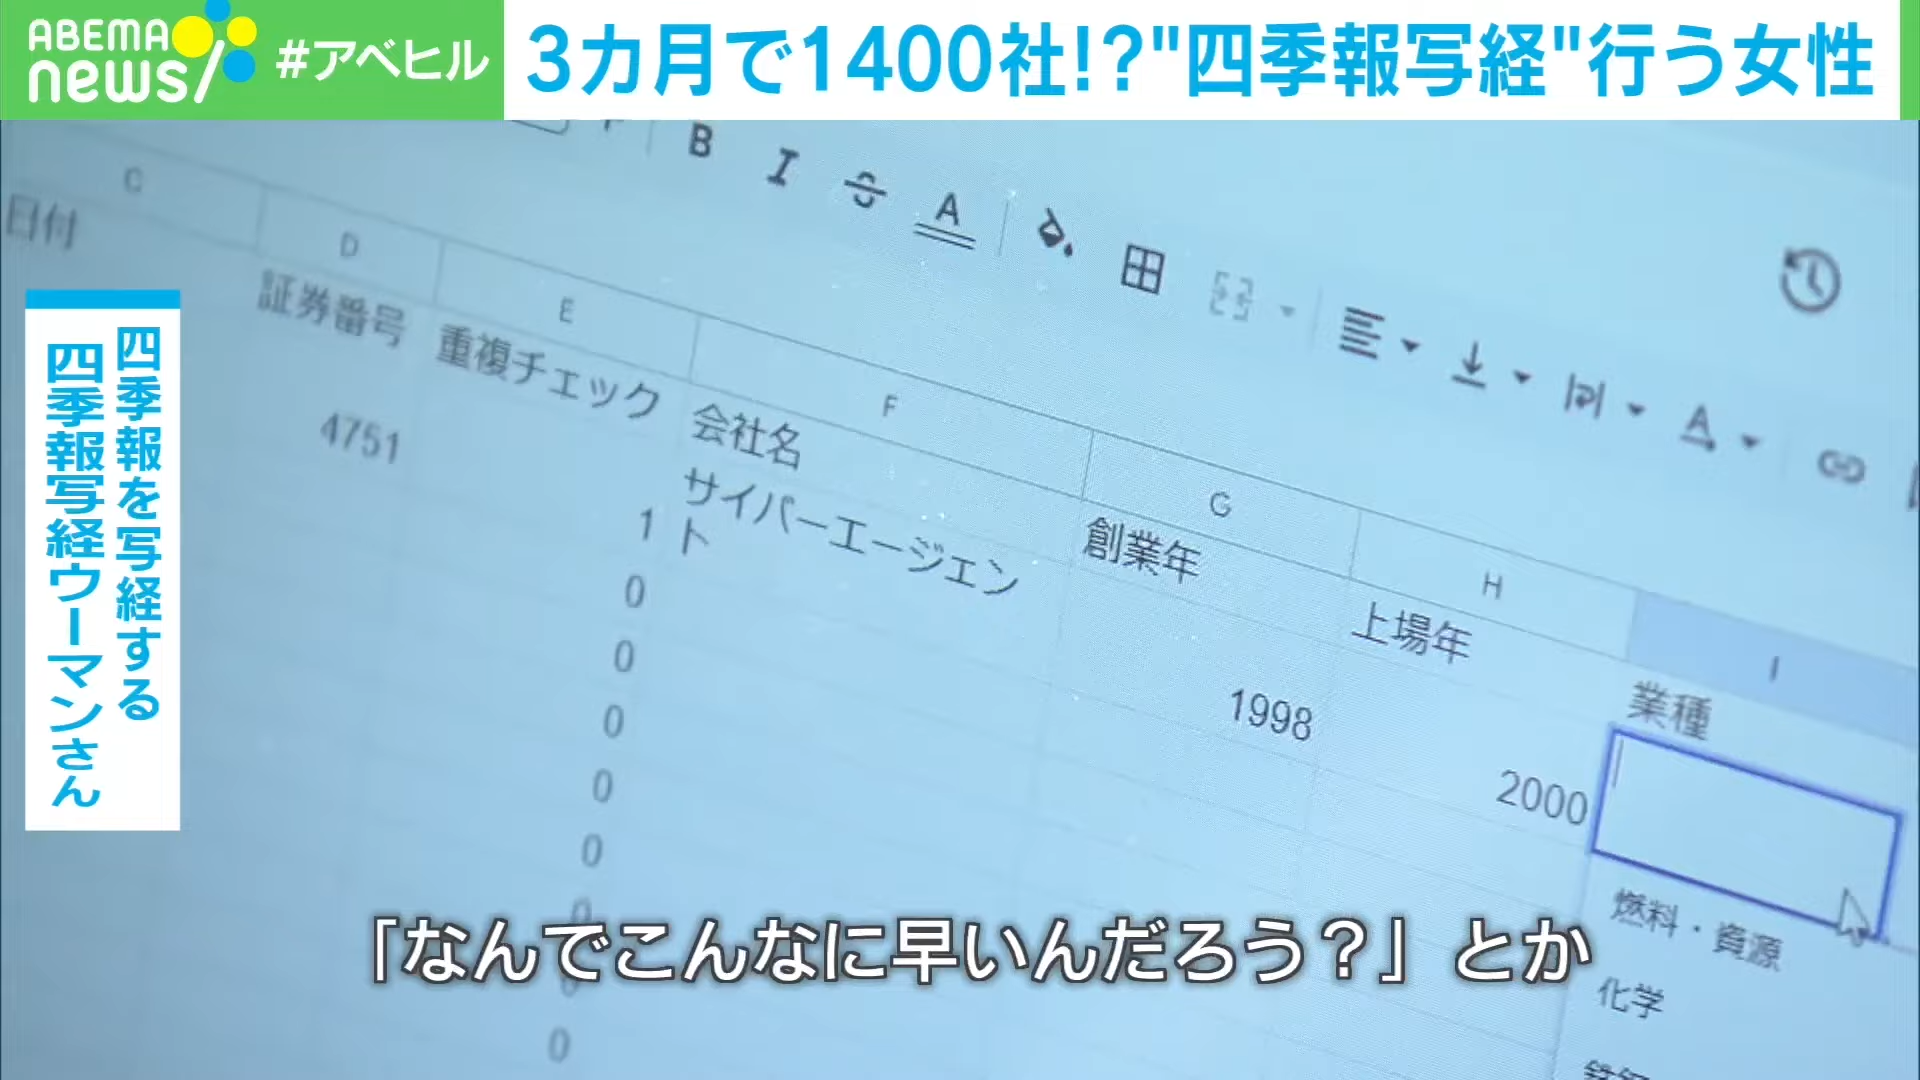 ABEMA
news/
#アベヒル
3カ月で1400社!?"四季報写経"行う女性
四季報を写経する
四季報写経ウーマンさん
B I S A
C D E F G H I
日付 証券番号 重複チェック 会社名 創業年 上場年 業種
4751 1 サイバーエージェント 1998 2000
0
0
0
0
0
0
0
0
燃料・資源
化学
「なんでこんなに早いんだろう？」とか